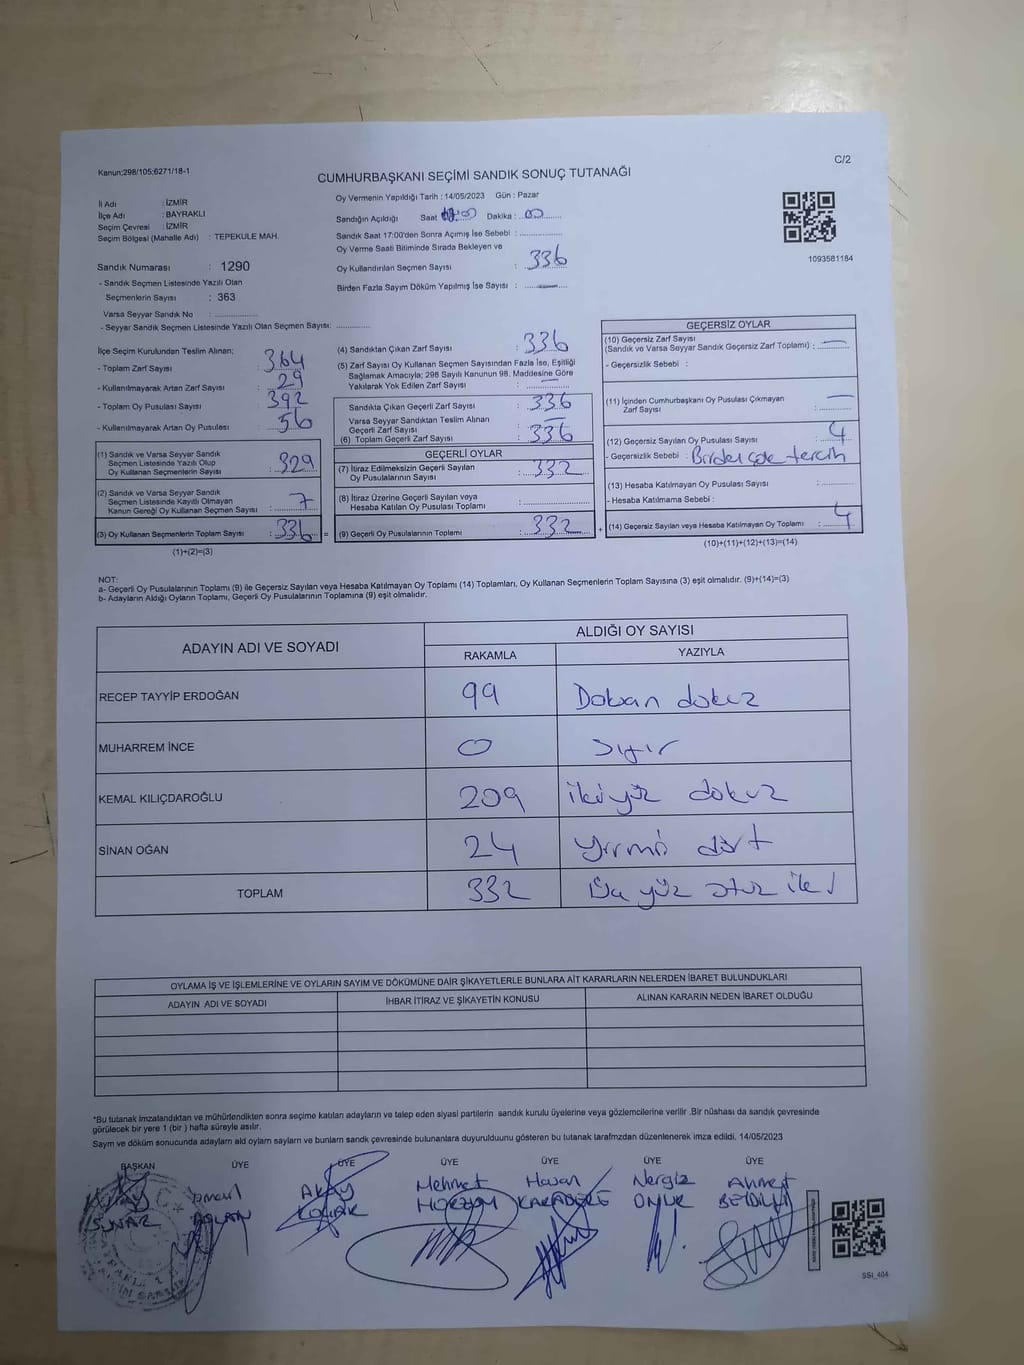 Kanun:298/105;6271/18-1
C/2
CUMHURBAŞKANI SEÇİMİ SANDIK SONUÇ TUTANAĞI
İl Adı : İZMİR
İlçe Adı : BAYRAKLI
Seçim Çevresi : İZMİR
Seçim Bölgesi (Mahalle Adı) : TEPEKULE MAH.
Sandık Numarası : 1290
- Sandık Seçmen Listesinde Yazılı Olan
Seçmenlerin Sayısı : 363
Varsa Seyyar Sandık No :
- Seyyar Sandık Seçmen Listesinde Yazılı Olan Seçmen Sayısı:
Oy Vermenin Yapıldığı Tarih : 14/05/2023 Gün : Pazar
Sandığın Açıldığı Saat Dakika : 00
Sandık Saat 17:00'den Sonra Açımış İse Sebebi :
Oy Verme Saati Bitiminde Sırada Bekleyen ve
Oy Kullandırılan Seçmen Sayısı : 336
Birden Fazla Sayım Döküm Yapılmış İse Sayısı : —
1093581184
İlçe Seçim Kurulundan Teslim Alınan;
- Toplam Zarf Sayısı : 364
- Kullanılmayarak Artan Zarf Sayısı : 29
- Toplam Oy Pusulası Sayısı : 392
- Kullanılmayarak Artan Oy Pusulası : 56
(1) Sandık ve Varsa Seyyar Sandık
Seçmen Listesinde Yazılı Olup
Oy Kullanan Seçmenlerin Sayısı : 329
(2) Sandık ve Varsa Seyyar Sandık
Seçmen Listesinde Kayıtlı Olmayan
Kanun Gereği Oy Kullanan Seçmen Sayısı : 7
(3) Oy Kullanan Seçmenlerin Toplam Sayısı : 336 =
(1)+(2)=(3)
(4) Sandıktan Çıkan Zarf Sayısı : 336
(5) Zarf Sayısı Oy Kullanan Seçmen Sayısından Fazla İse, Eşitliği
Sağlamak Amacıyla; 298 Sayılı Kanunun 98. Maddesine Göre
Yakılarak Yok Edilen Zarf Sayısı : —
Sandıkta Çıkan Geçerli Zarf Sayısı : 336
Varsa Seyyar Sandıktan Teslim Alınan
Geçerli Zarf Sayısı : —
(6) Toplam Geçerli Zarf Sayısı : 336
GEÇERLİ OYLAR
(7) İtiraz Edilmeksizin Geçerli Sayılan
Oy Pusulalarının Sayısı : 332
(8) İtiraz Üzerine Geçerli Sayılan veya
Hesaba Katılan Oy Pusulası Toplamı :
(9) Geçerli Oy Pusulalarının Toplamı : 332 +
GEÇERSİZ OYLAR
(10) Geçersiz Zarf Sayısı
(Sandık ve Varsa Seyyar Sandık Geçersiz Zarf Toplamı) : —
- Geçersizlik Sebebi :
(11) İçinden Cumhurbaşkanı Oy Pusulası Çıkmayan
Zarf Sayısı : —
(12) Geçersiz Sayılan Oy Pusulası Sayısı : 4
- Geçersizlik Sebebi : tercih
(13) Hesaba Katılmayan Oy Pusulası Sayısı :
- Hesaba Katılmama Sebebi :
(14) Geçersiz Sayılan veya Hesaba Katılmayan Oy Toplamı : 4
(10)+(11)+(12)+(13)=(14)
NOT:
a- Geçerli Oy Pusulalarının Toplamı (9) ile Geçersiz Sayılan veya Hesaba Katılmayan Oy Toplamı (14) Toplamları, Oy Kullanan Seçmenlerin Toplam Sayısına (3) eşit olmalıdır. (9)+(14)=(3)
b- Adayların Aldığı Oyların Toplamı, Geçerli Oy Pusulalarının Toplamına (9) eşit olmalıdır.
ADAYIN ADI VE SOYADI ALDIĞI OY SAYISI
RAKAMLA YAZIYLA
RECEP TAYYİP ERDOĞAN 99 Doksan dokuz
MUHARREM İNCE 0 Sıfır
KEMAL KILIÇDAROĞLU 209 ikiyüz dokuz
SİNAN OĞAN 24 yirmi dört
TOPLAM 332 Üç yüz otuz iki
OYLAMA İŞ VE İŞLEMLERİNE VE OYLARIN SAYIM VE DÖKÜMÜNE DAİR ŞİKAYETLERLE BUNLARA AİT KARARLARIN NELERDEN İBARET BULUNDUKLARI
ADAYIN ADI VE SOYADI İHBAR İTİRAZ VE ŞİKAYETİN KONUSU ALINAN KARARIN NEDEN İBARET OLDUĞU
*Bu tutanak imzalandıktan ve mühürlendikten sonra seçime katılan adayların ve talep eden siyasi partilerin sandık kurulu üyelerine veya gözlemcilerine verilir .Bir nüshası da sandık çevresinde
görülecek bir yere 1 (bir ) hafta süreyle asılır.
Sayım ve döküm sonucunda adayların aldı oyların sayıları ve bunların sandık çevresinde bulunanlara duyurulduunu gösteren bu tutanak tarafmzdan düzenlenerek imza edildi. 14/05/2023
BAŞKAN ÜYE ÜYE ÜYE ÜYE ÜYE ÜYE
Akay Mehmet Hasan Nergiz Ahmet
SUNAR ASLAN KOÇAK KARADERE ONUR
SSI_404